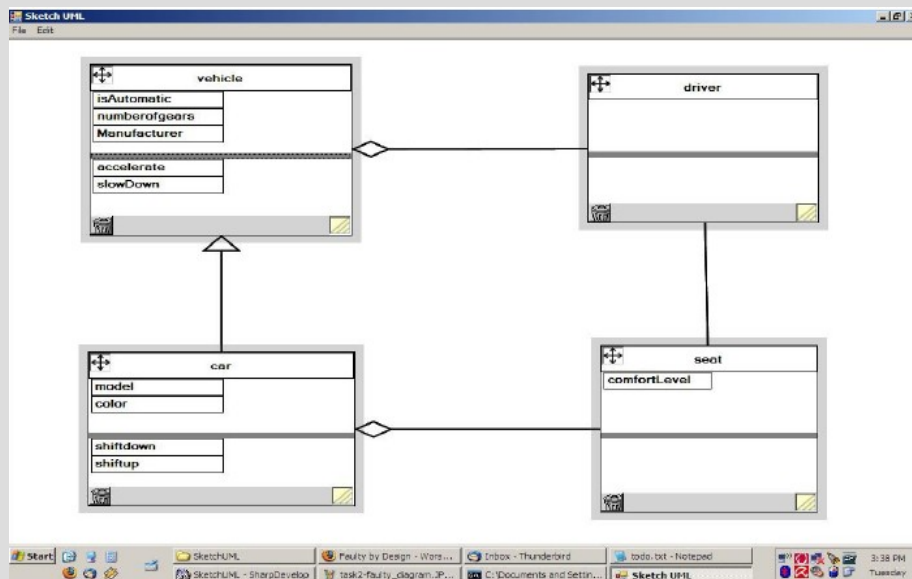 Sketch UML
File Edit
vehicle
isAutomatic
numberofgears
Manufacturer
accelerate
slowDown
driver
car
model
color
shiftdown
shiftup
seat
comfortLevel
Start
SketchUML
Faulty by Design - Wors...
Inbox - Thunderbird
todo.txt - Notepad
3:38 PM
SketchUML - SharpDevelop
task2-faulty_diagram.JP...
C:\Documents and Settin...
Sketch UML
Tuesday